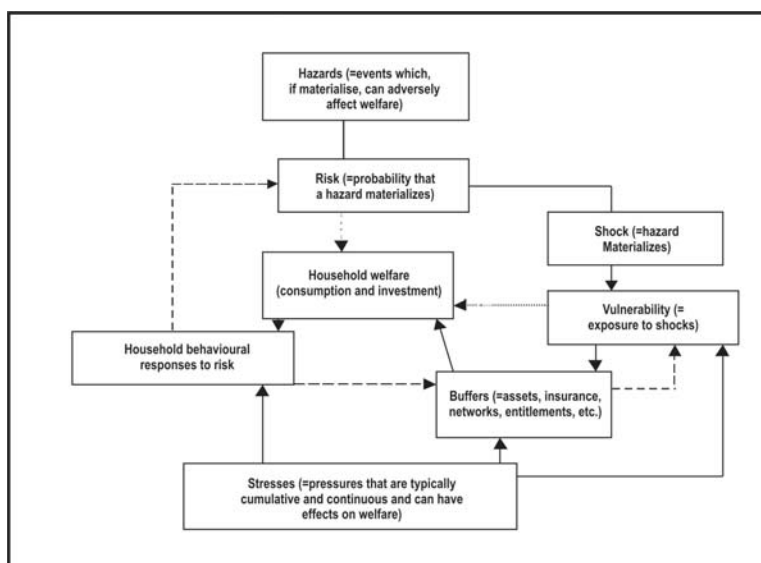 Hazards (=events which,
if materialise, can adversely
affect welfare)
Risk (=probability that
a hazard materializes)
Shock (=hazard
Materializes)
Household welfare
(consumption and investment)
Vulnerability (=
exposure to shocks)
Household behavioural
responses to risk
Buffers (=assets, insurance,
networks, entitlements, etc.)
Stresses (=pressures that are typically
cumulative and continuous and can have
effects on welfare)